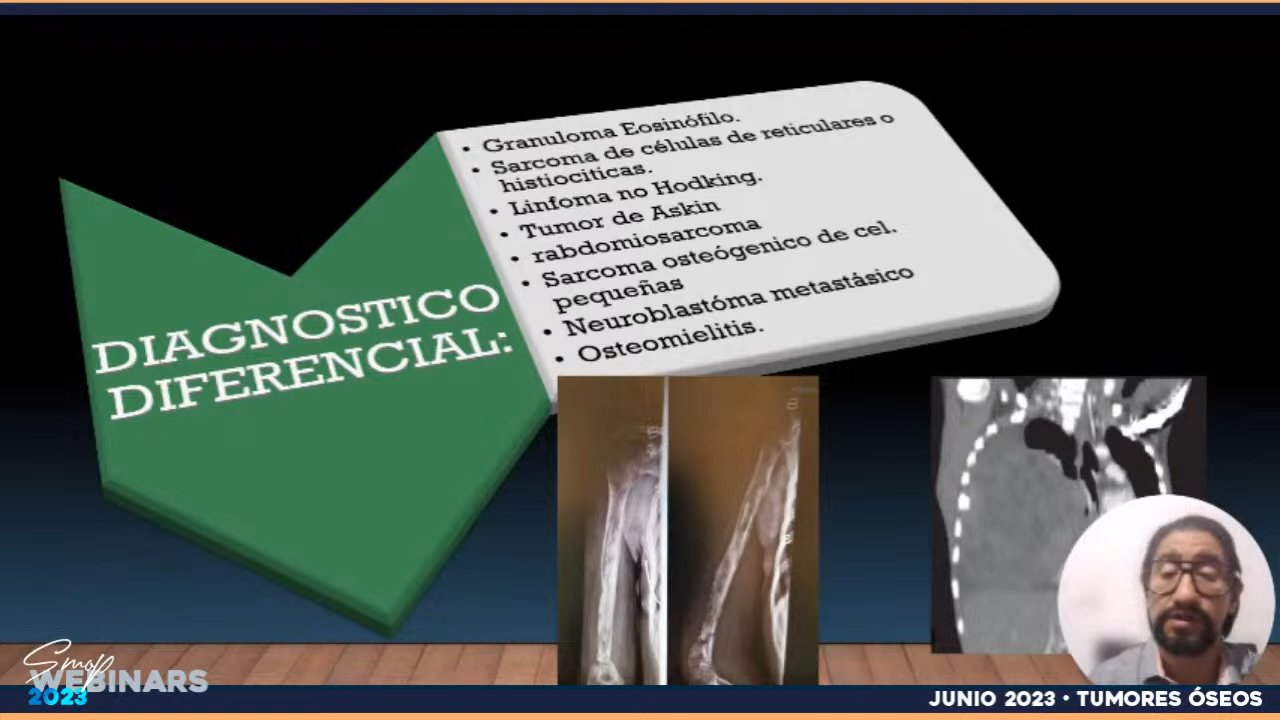 • Granuloma Eosinófilo.
• Sarcoma de células de reticulares o
histiociticas.
• Linfoma no Hodking.
• Tumor de Askin
• rabdomiosarcoma
• Sarcoma osteógenico de cel.
pequeñas
• Neuroblastóma metastásico
• Osteomielitis.
DIAGNOSTICO
DIFERENCIAL:
Smop
WEBINARS
2023
JUNIO 2023 • TUMORES ÓSEOS